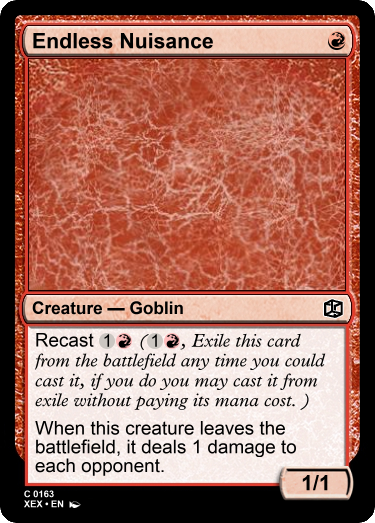 Endless Nuisance
Creature — Goblin
Recast 1 (1, Exile this card
from the battlefield any time you could
cast it, if you do you may cast it from
exile without paying its mana cost. )
When this creature leaves the
battlefield, it deals 1 damage to
each opponent.
1/1
C 0163
XEX • EN